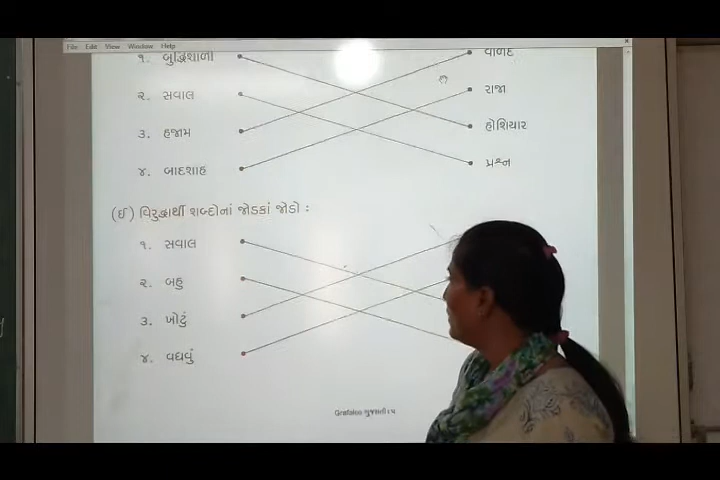 File Edit View Window Help
૧. બુદ્ધિશાળી વાળંદ
૨. સવાલ રાજા
૩. હજામ હોશિયાર
૪. બાદશાહ પ્રશ્ન
(ઈ) વિરુદ્ધાર્થી શબ્દોનાં જોડકાં જોડો :
૧. સવાલ
૨. બહુ
૩. ખોટું
૪. વધવું